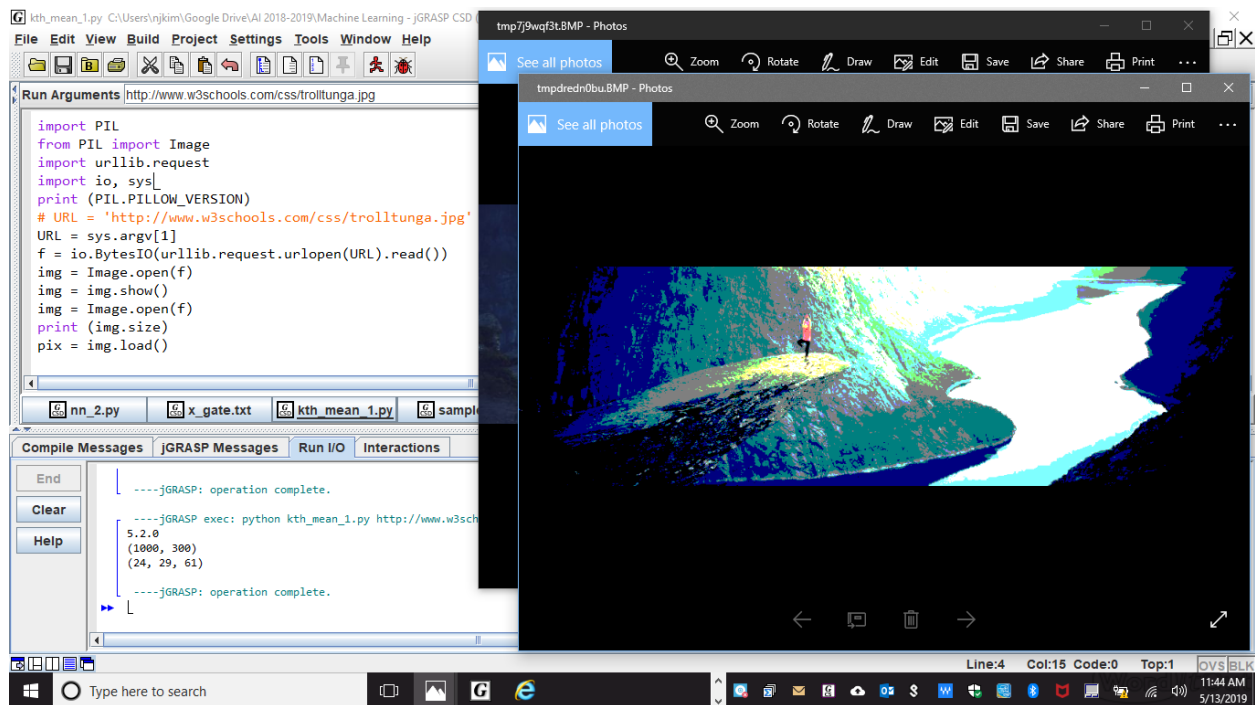 kth_mean_1.py C:\Users\njkim\Google Drive\AI 2018-2019\Machine Learning - jGRASP CSD (
File Edit View Build Project Settings Tools Window Help
Run Arguments http://www.w3schools.com/css/trolltunga.jpg
import PIL
from PIL import Image
import urllib.request
import io, sys
print (PIL.PILLOW_VERSION)
# URL = 'http://www.w3schools.com/css/trolltunga.jpg'
URL = sys.argv[1]
f = io.BytesIO(urllib.request.urlopen(URL).read())
img = Image.open(f)
img = img.show()
img = Image.open(f)
print (img.size)
pix = img.load()
nn_2.py x_gate.txt kth_mean_1.py sample
Compile Messages jGRASP Messages Run I/O Interactions
End
Clear
Help
----jGRASP: operation complete.
----jGRASP exec: python kth_mean_1.py http://www.w3sch
5.2.0
(1000, 300)
(24, 29, 61)
----jGRASP: operation complete.
tmp7j9wqf3t.BMP - Photos
See all photos Zoom Rotate Draw Edit Save Share Print ...
tmpdredn0bu.BMP - Photos
See all photos Zoom Rotate Draw Edit Save Share Print ...
Line:4 Col:15 Code:0 Top:1 OVS BLK
Type here to search
11:44 AM
5/13/2019